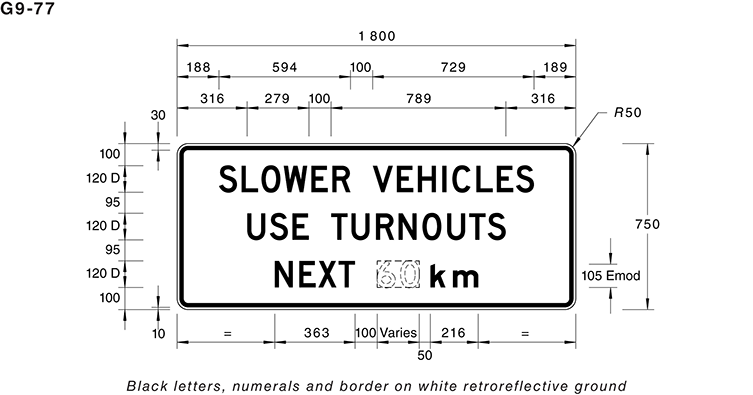 G9-77
1 800
188 594 100 729 189
316 279 100 789 316
30
R50
100
120 D
95
120 D
95
120 D
100
10
SLOWER VEHICLES
USE TURNOUTS
NEXT 60 km
750
105 Emod
= 363 100 Varies 216 =
50
Black letters, numerals and border on white retroreflective ground